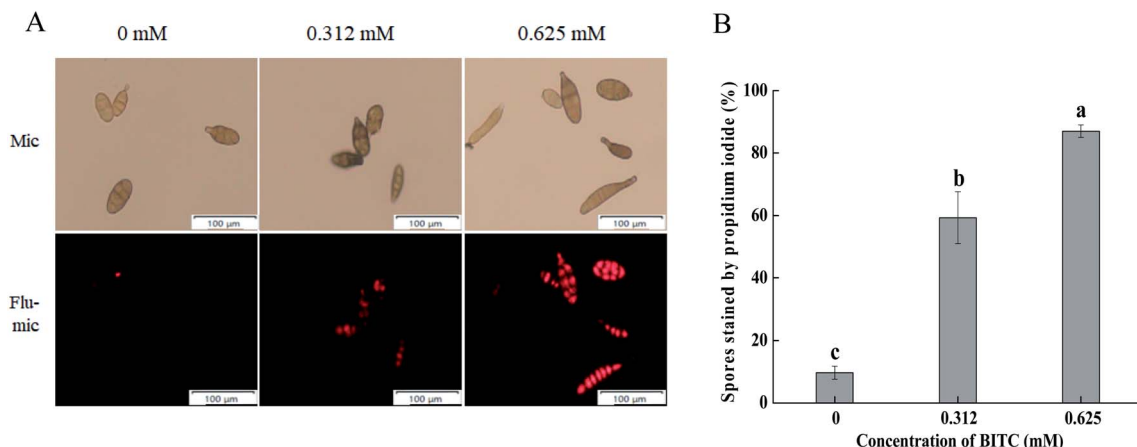 A
0 mM
0.312 mM
0.625 mM
Mic
100 µm
100 µm
100 µm
Flu-
mic
100 µm
100 µm
100 µm
B
Spores stained by propidium iodide (%)
100
80
60
40
20
0
c
b
a
0
0.312
0.625
Concentration of BITC (mM)